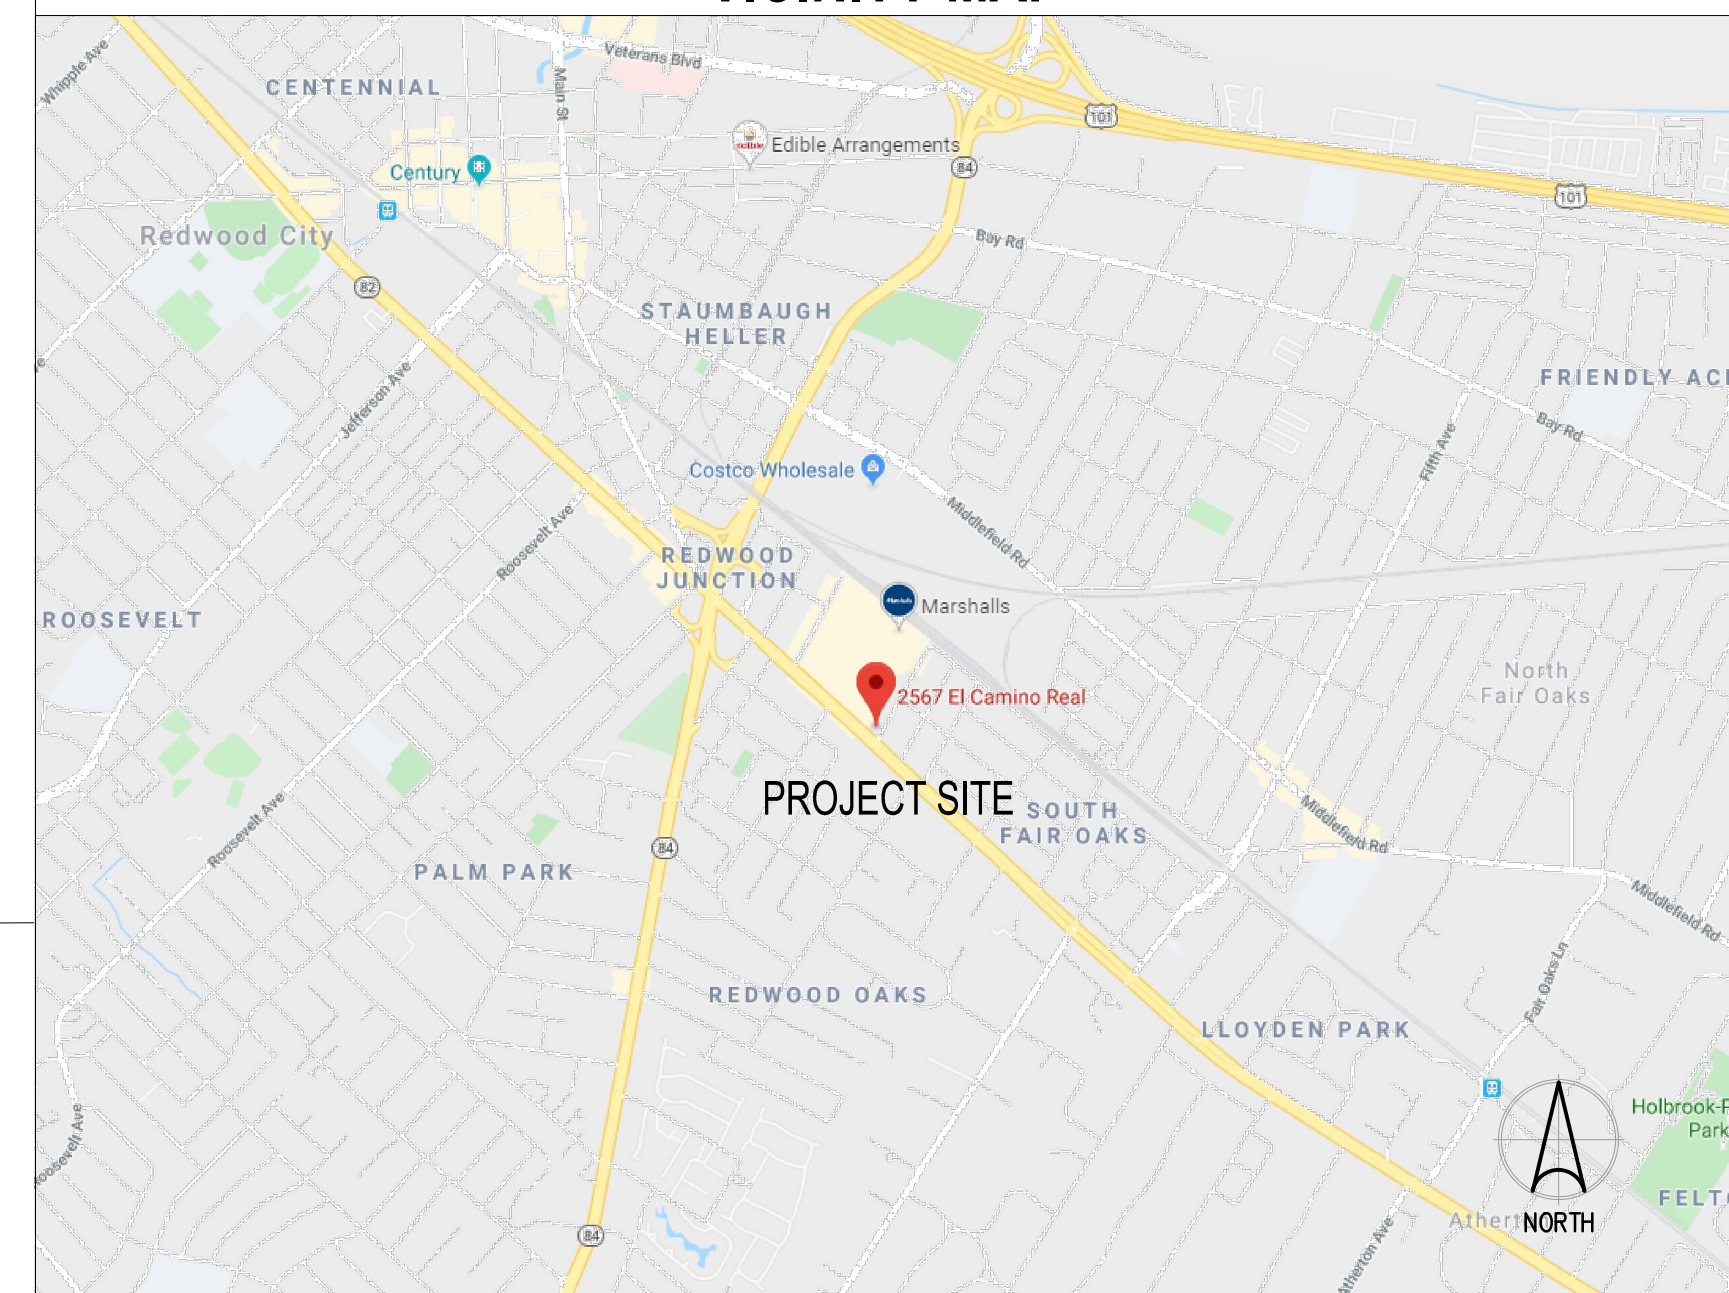 Veterans Blvd
Whipple Ave
CENTENNIAL
Main St
101
Edible Arrangements
84
Century
101
Redwood City
Bay Rd
82
STAUMBAUGH
HELLER
FRIENDLY
Jefferson Ave
Bay Rd
Fifth Ave
Costco Wholesale
Middlefield Rd
Roosevelt Ave
REDWOOD
JUNCTION
Marshalls
ROOSEVELT
North
Fair Oaks
2567 El Camino Real
PROJECT SITE
SOUTH
FAIR OAKS
Middlefield Rd
Roosevelt Ave
84
PALM PARK
Middlefield Rd
Fair Oaks Ln
REDWOOD OAKS
LLOYDEN PARK
Holbrook-
Park
Roosevelt Ave
NORTH
84
Atherton Ave